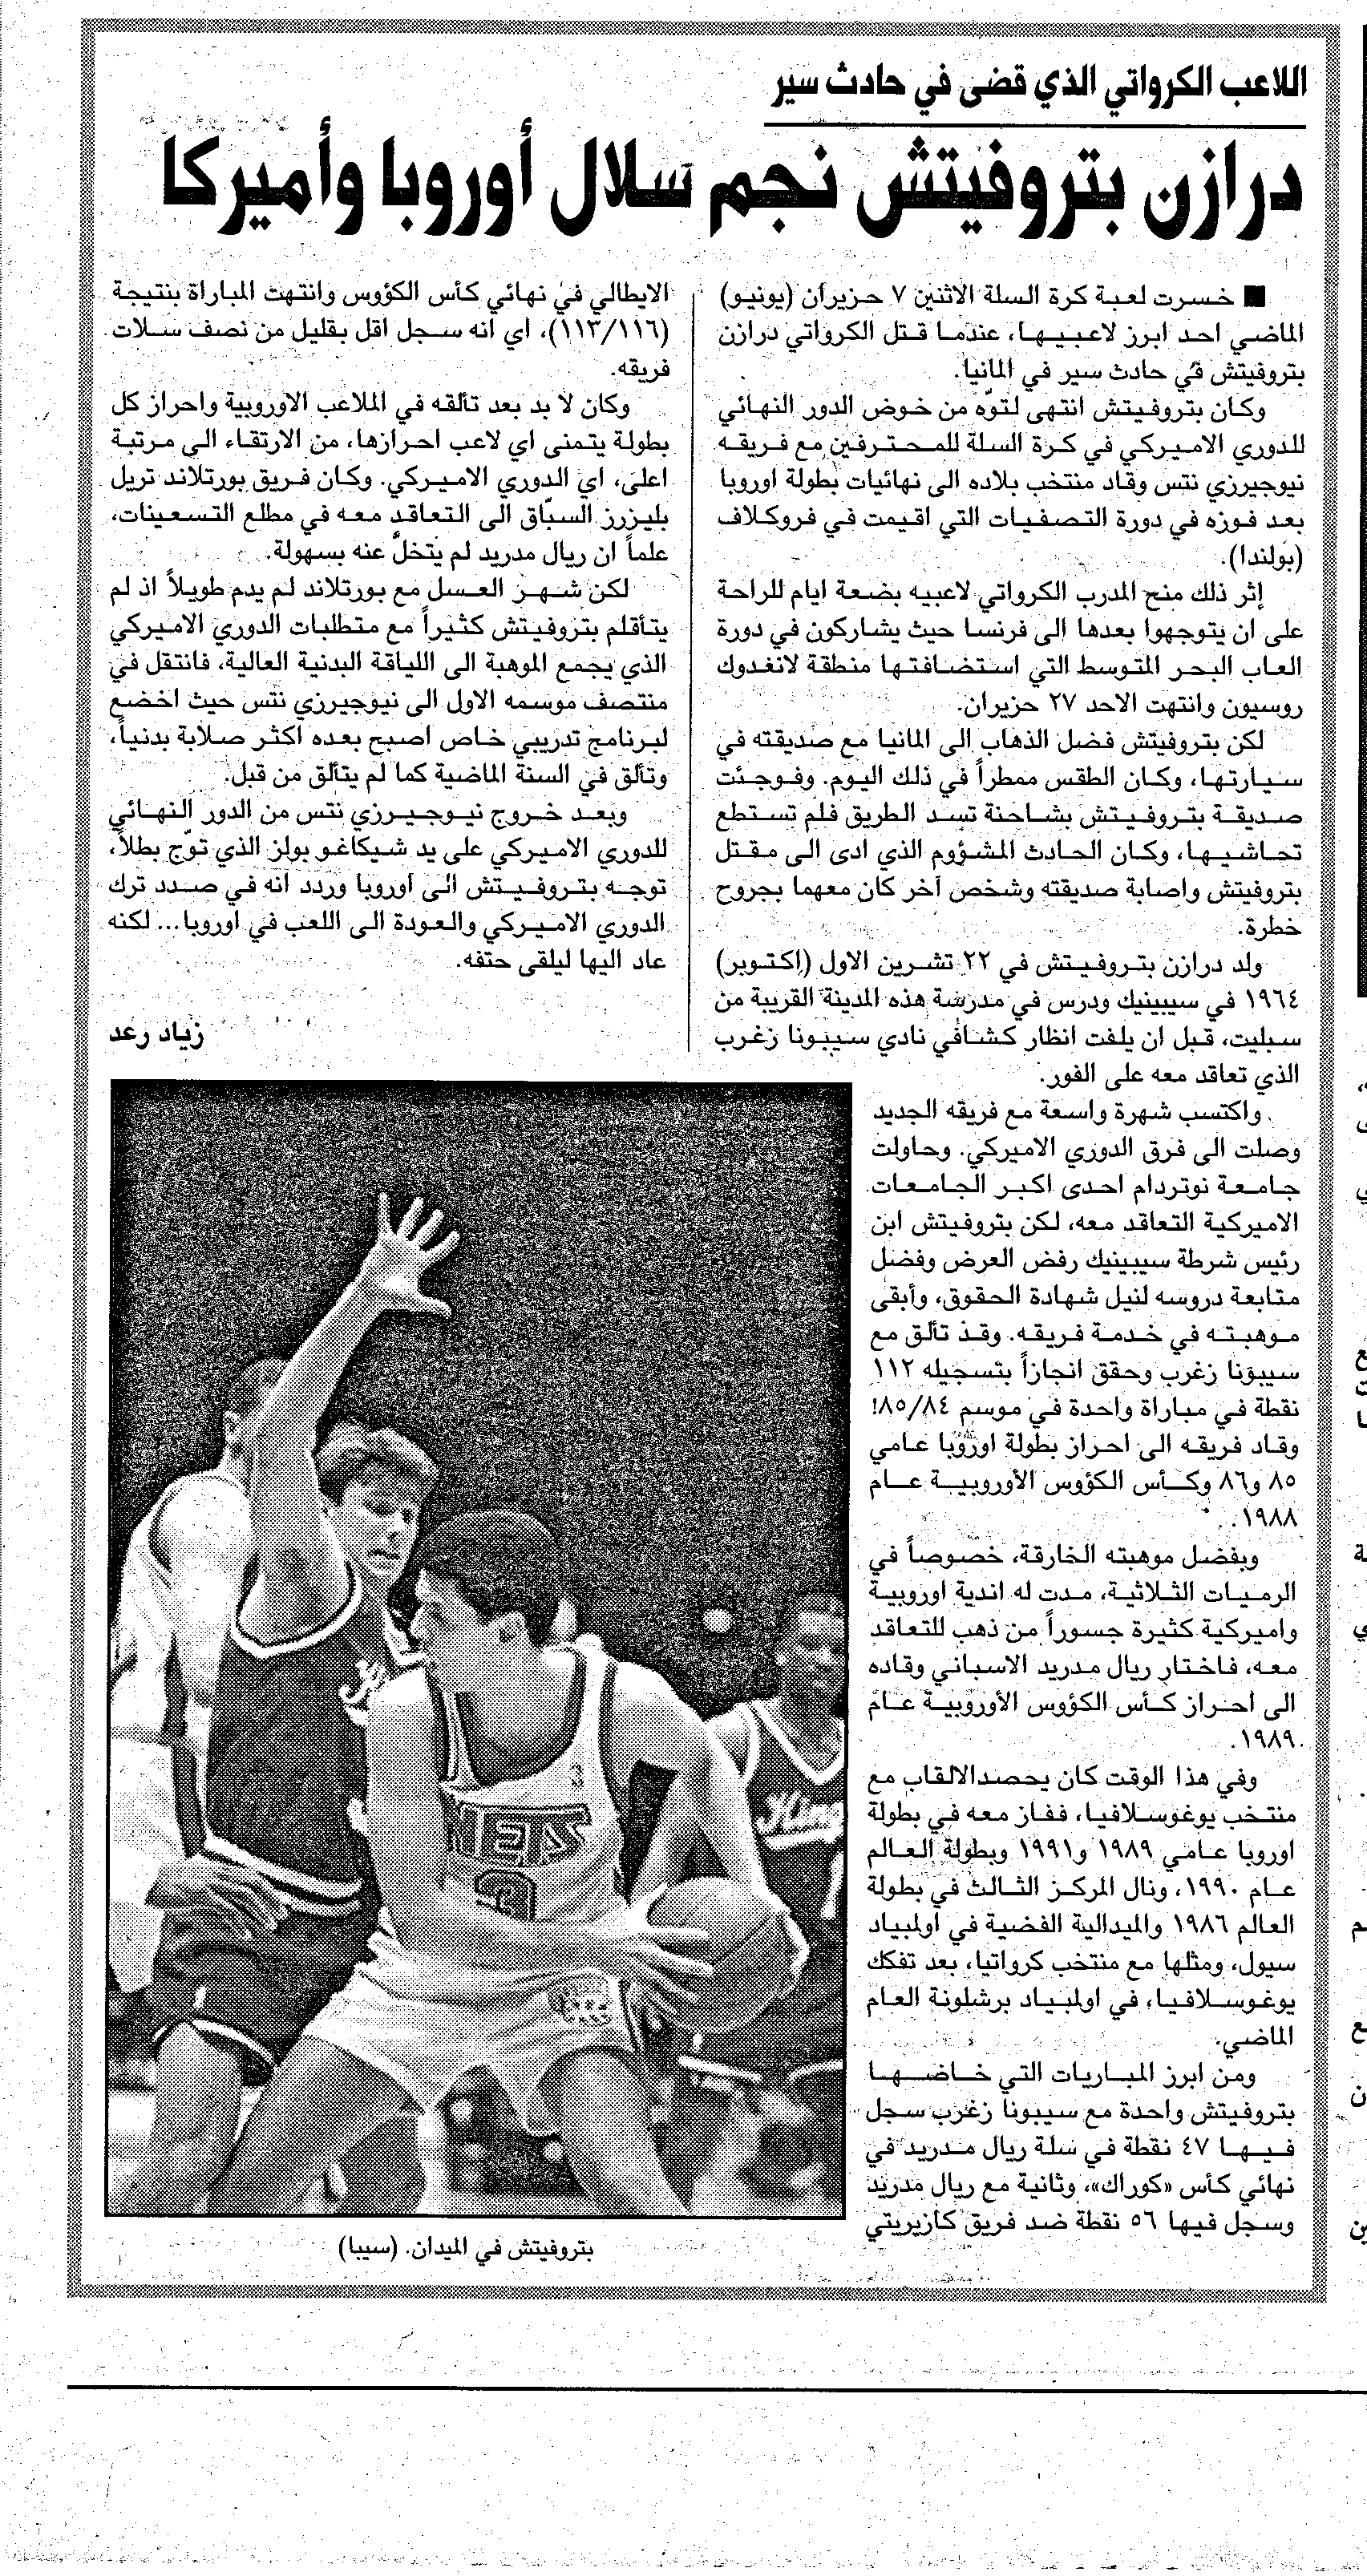 اللاعب الكرواتي الذي قضى في حادث سير
درازن بتروفيتش نجم سلال أوروبا وأميركا
■ خسرت لعبة كرة السلة الاثنين ٧ حزيران (يونيو)
الماضي احد ابرز لاعبيها، عندما قتل الكرواتي درازن
بتروفيتش في حادث سير في المانيا.
وكان بتروفيتش انتهى لتوّه من خوض الدور النهائي
للدوري الاميركي في كرة السلة للمحترفين مع فريقه
نيوجيرزي نتس وقاد منتخب بلاده الى نهائيات بطولة اوروبا
بعد فوزه في دورة التصفيات التي اقيمت في فروكلاف
(بولندا).
إثر ذلك منح المدرب الكرواتي لاعبيه بضعة ايام للراحة
على ان يتوجهوا بعدها الى فرنسا حيث يشاركون في دورة
العاب البحر المتوسط التي استضافتها منطقة لانغدوك
روسيون وانتهت الاحد ٢٧ حزيران.
لكن بتروفيتش فضل الذهاب الى المانيا مع صديقته في
سيارتها، وكان الطقس ممطراً في ذلك اليوم. وفوجئت
صديقة بتروفيتش بشاحنة تسد الطريق فلم تستطع
تحاشيها، وكان الحادث المشؤوم الذي ادى الى مقتل
بتروفيتش واصابة صديقته وشخص آخر كان معهما بجروح
خطرة.
ولد درازن بتروفيتش في ٢٢ تشرين الاول (اكتوبر)
١٩٦٤ في سيبينيك ودرس في مدرسة هذه المدينة القريبة من
سبليت، قبل ان يلفت انظار كشافي نادي سيبونا زغرب
الذي تعاقد معه على الفور.
واكتسب شهرة واسعة مع فريقه الجديد
وصلت الى فرق الدوري الاميركي. وحاولت
جامعة نوتردام احدى اكبر الجامعات
الاميركية التعاقد معه، لكن بتروفيتش ابن
رئيس شرطة سيبينيك رفض العرض وفضل
متابعة دروسه لنيل شهادة الحقوق، وأبقى
موهبته في خدمة فريقه. وقد تألق مع
سيبونا زغرب وحقق انجازاً بتسجيله ١١٢
نقطة في مباراة واحدة في موسم ٨٥/٨٤!
وقاد فريقه الى احراز بطولة اوروبا عامي
٨٥ و٨٦ وكأس الكؤوس الأوروبية عام
١٩٨٨.
وبفضل موهبته الخارقة، خصوصاً في
الرميات الثلاثية، مدت له اندية اوروبية
واميركية كثيرة جسوراً من ذهب للتعاقد
معه، فاختار ريال مدريد الاسباني وقاده
الى احراز كأس الكؤوس الأوروبية عام
١٩٨٩.
وفي هذا الوقت كان يحصد الالقاب مع
منتخب يوغوسلافيا، ففاز معه في بطولة
اوروبا عامي ١٩٨٩ و١٩٩١ وبطولة العالم
عام ١٩٩٠، ونال المركز الثالث في بطولة
العالم ١٩٨٦ والميدالية الفضية في اولمبياد
سيول، ومثلها مع منتخب كرواتيا، بعد تفكك
يوغوسلافيا، في اولمبياد برشلونة العام
الماضي.
ومن ابرز المباريات التي خاضها
بتروفيتش واحدة مع سيبونا زغرب سجل
فيها ٤٧ نقطة في سلة ريال مدريد في
نهائي كأس «كوراك»، وثانية مع ريال مدريد
وسجل فيها ٥٦ نقطة ضد فريق كازيريتي
الايطالي في نهائي كأس الكؤوس وانتهت المباراة بنتيجة
(١١٣/١١٦)، اي انه سجل اقل بقليل من نصف سلات
فريقه.
وكان لا بد بعد تألقه في الملاعب الاوروبية واحراز كل
بطولة يتمنى اي لاعب احرازها، من الارتقاء الى مرتبة
اعلى، اي الدوري الاميركي. وكان فريق بورتلاند تريل
بليزرز السبّاق الى التعاقد معه في مطلع التسعينات،
علماً ان ريال مدريد لم يتخلّ عنه بسهولة.
لكن شهر العسل مع بورتلاند لم يدم طويلاً اذ لم
يتأقلم بتروفيتش كثيراً مع متطلبات الدوري الاميركي
الذي يجمع الموهبة الى اللياقة البدنية العالية، فانتقل في
منتصف موسمه الاول الى نيوجيرزي نتس حيث اخضع
لبرنامج تدريبي خاص اصبح بعده اكثر صلابة بدنياً،
وتألق في السنة الماضية كما لم يتألق من قبل.
وبعد خروج نيوجيرزي نتس من الدور النهائي
للدوري الاميركي على يد شيكاغو بولز الذي توّج بطلاً،
توجه بتروفيتش الى اوروبا وردد انه في صدد ترك
الدوري الاميركي والعودة الى اللعب في اوروبا... لكنه
عاد اليها ليلقى حتفه.
زياد رعد
NETS
3
بتروفيتش في الميدان. (سيبا)